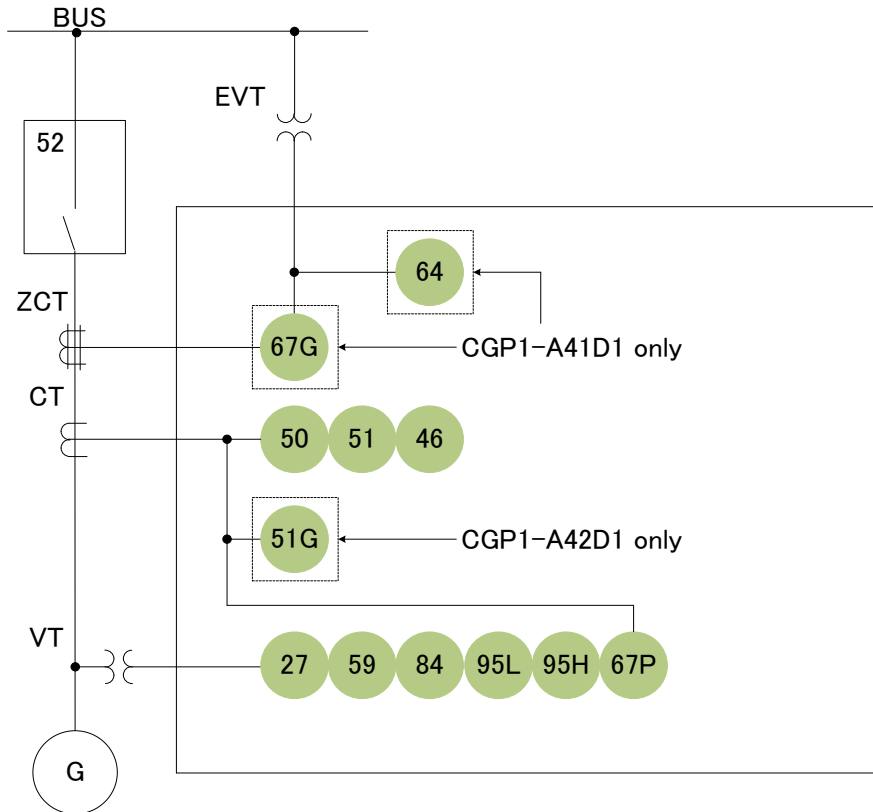 BUS
EVT
52
64
ZCT
67G
CGP1-A41D1 only
CT
50 51 46
51G
CGP1-A42D1 only
VT
27 59 84 95L 95H 67P
G